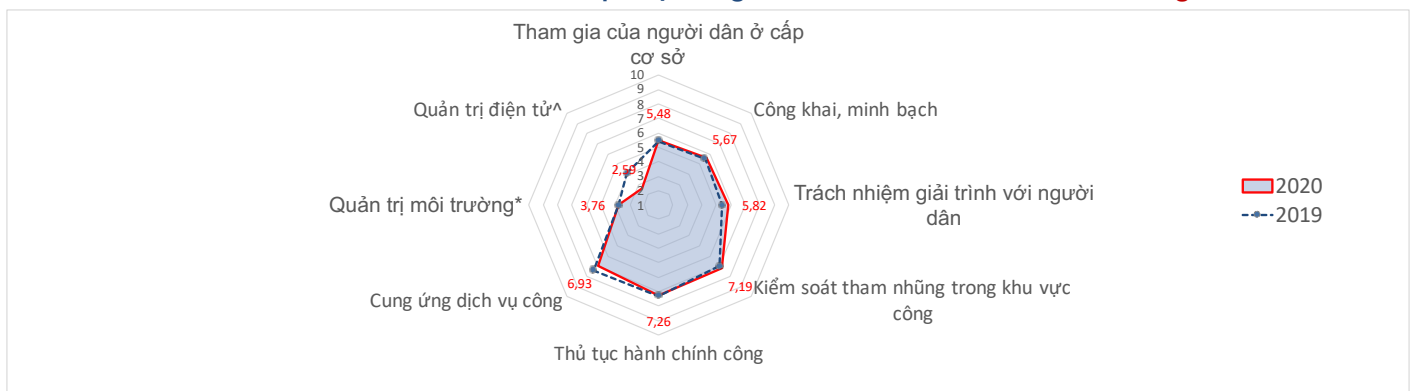 Tham gia của người dân ở cấp
cơ sở
10
9
8
7
6
5
4
3
2
1
5,48
Công khai, minh bạch
5,67
Trách nhiệm giải trình với người
dân
5,82
Kiểm soát tham nhũng trong khu vực
công
7,19
Thủ tục hành chính công
7,26
Cung ứng dịch vụ công
6,93
Quản trị môi trường*
3,76
Quản trị điện tử^
2,59
2020
2019